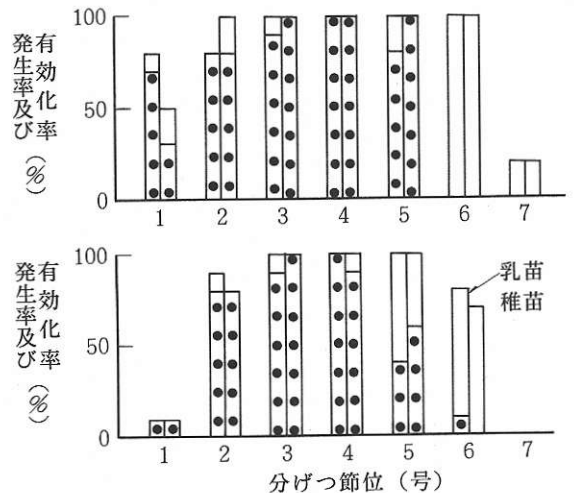 発生率及び
有効化率
(%)
100
50
0
1 2 3 4 5 6 7
発生率及び
有効化率
(%)
100
50
0
乳苗
稚苗
1 2 3 4 5 6 7
分げつ節位（号）